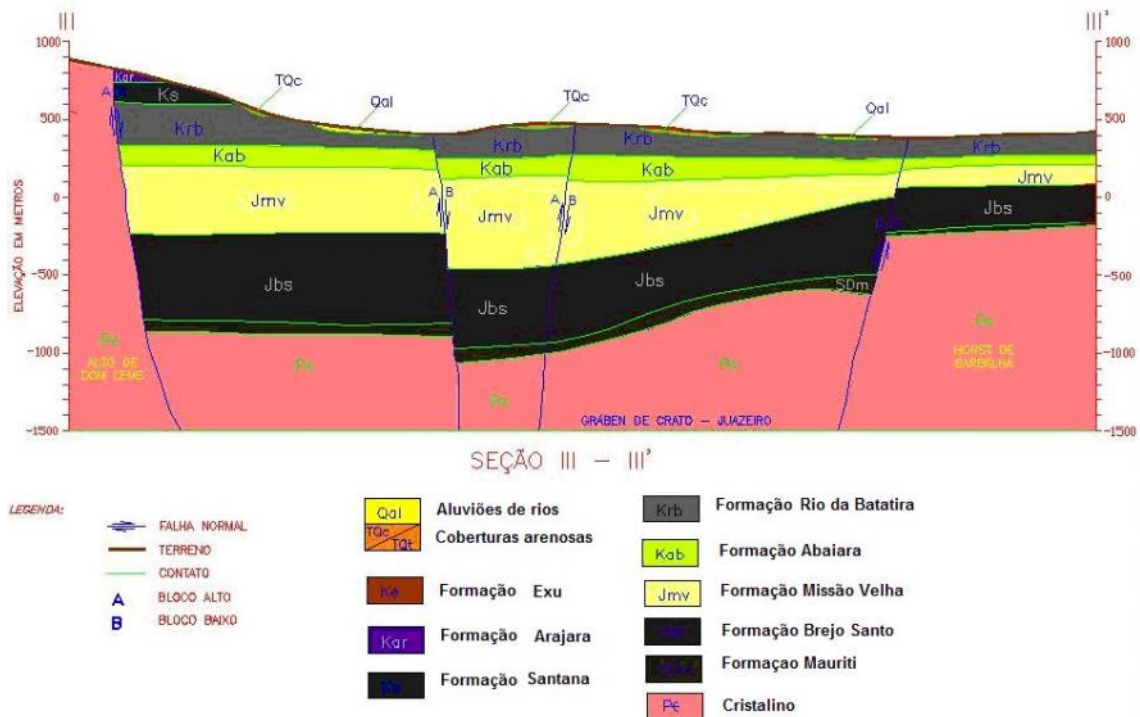 III III'
1000 1000
Kar
TQc TQc TQc
Ks
Qal Qal
500 500
A
Krb Krb Krb Krb
Kab Kab Kab
ELEVAÇÃO EM METROS
A B A B
0 0
Jmv Jmv Jmv Jmv
Jbs
-500 -500
Jbs Jbs Jbs
SDm
-1000 -1000
ALTO DE
DOM LEME
Pє Pє Pє
HORST DE
BARBALHA
GRÁBEN DE CRATO - JUAZEIRO
-1500 -1500
SEÇÃO III - III'
LEGENDA:
FALHA NORMAL
TERRENO
CONTATO
A BLOCO ALTO
B BLOCO BAIXO
Qal Aluviões de rios
TQc TQt Coberturas arenosas
Ke Formação Exu
Kar Formação Arajara
Ks Formação Santana
Krb Formação Rio da Batatira
Kab Formação Abaiara
Jmv Formação Missão Velha
Formação Brejo Santo
Formaçao Mauriti
Pє Cristalino